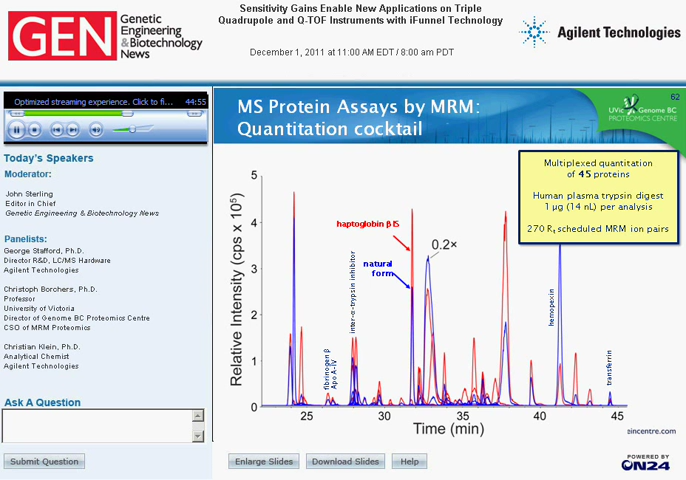 GEN
Genetic
Engineering
& Biotechnology
News
Sensitivity Gains Enable New Applications on Triple
Quadrupole and Q-TOF Instruments with iFunnel Technology
December 1, 2011 at 11:00 AM EDT / 8:00 am PDT
Agilent Technologies
Optimized streaming experience. Click to fi... 44:55
Today's Speakers
Moderator:
John Sterling
Editor in Chief
Genetic Engineering & Biotechnology News
Panelists:
George Stafford, Ph.D.
Director R&D, LC/MS Hardware
Agilent Technologies
Christoph Borchers, Ph.D.
Professor
University of Victoria
Director of Genome BC Proteomics Centre
CSO of MRM Proteomics
Christian Klein, Ph.D.
Analytical Chemist
Agilent Technologies
Ask A Question
Submit Question
MS Protein Assays by MRM:
Quantitation cocktail
62
UVic Genome BC
PROTEOMICS CENTRE
Multiplexed quantitation
of 45 proteins
Human plasma trypsin digest
1 µg (14 nL) per analysis
270 Rt scheduled MRM ion pairs
Relative Intensity (cps x 10⁵)
5
4
3
2
1
0
fibrinogen β
Apo A-IV
inter-α-trypsin inhibitor
haptoglobin β IS
natural
form
0.2×
hemopexin
transferrin
25 30 35 40 45
Time (min)
zincentre.com
Enlarge Slides
Download Slides
Help
POWERED BY
ON24